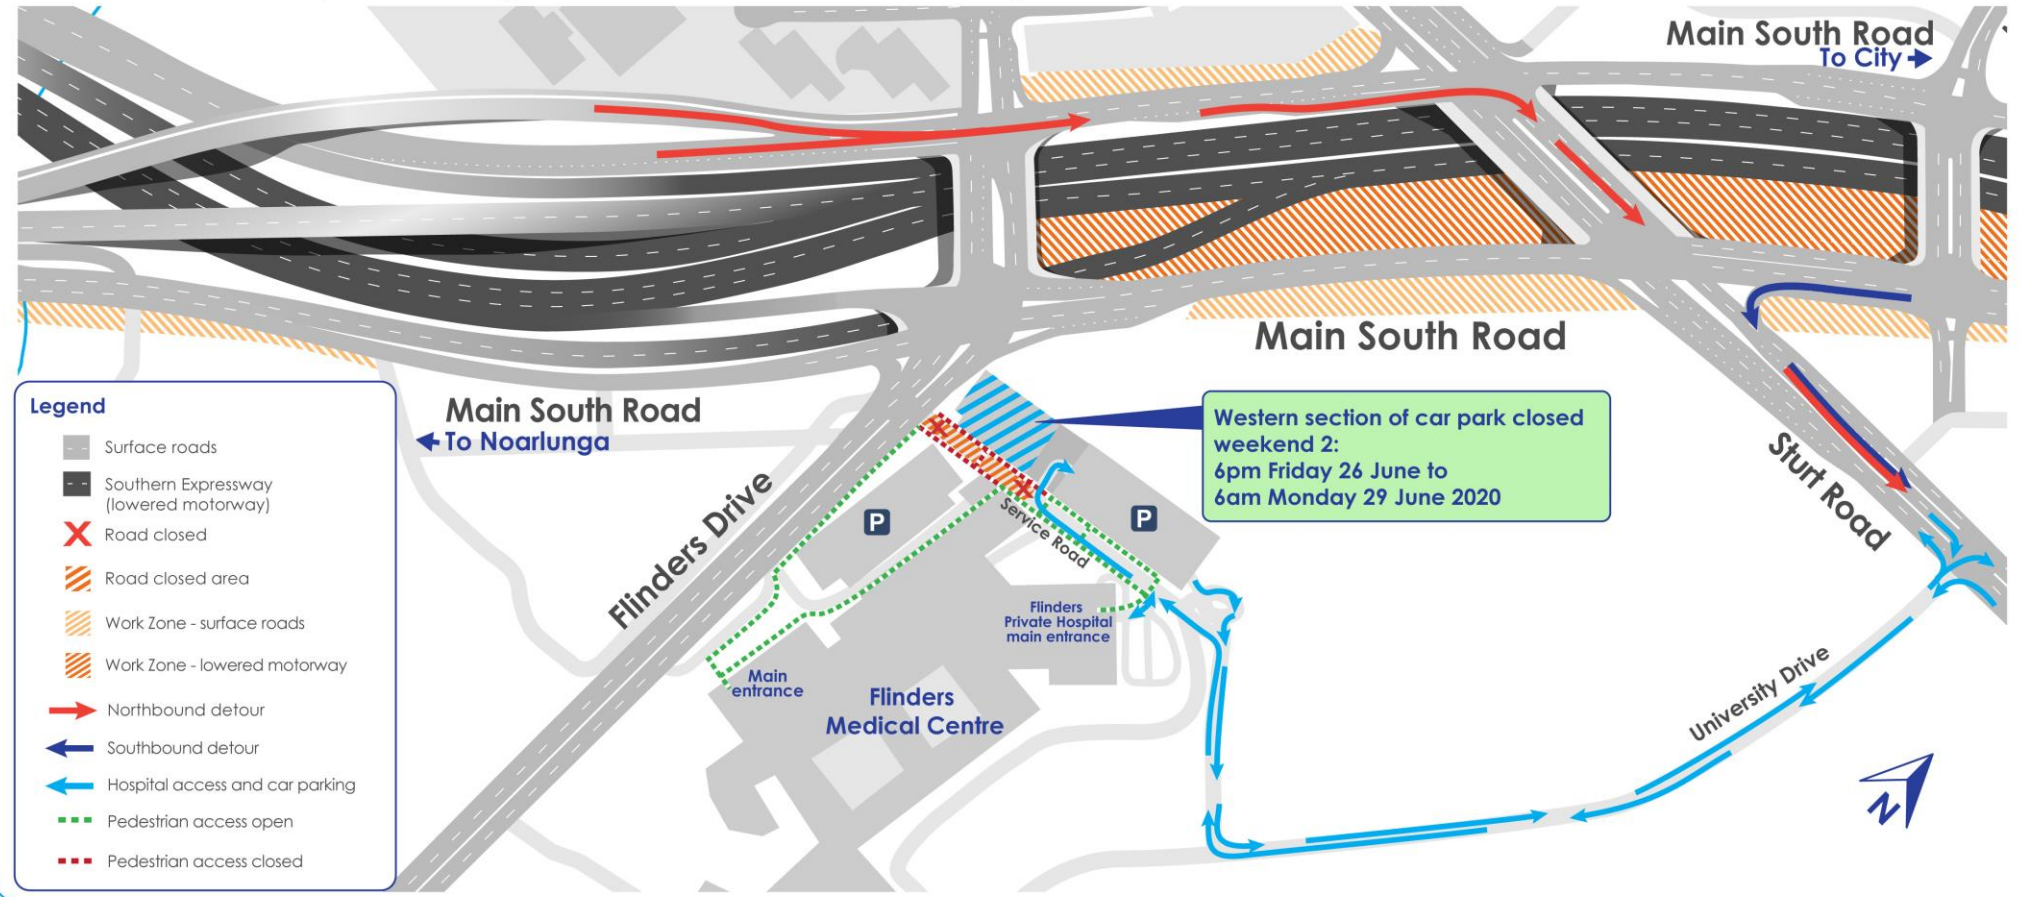 Main South Road
To City
Main South Road
Main South Road
To Noarlunga
Western section of car park closed
weekend 2:
6pm Friday 26 June to
6am Monday 29 June 2020
Flinders Drive
Sturt Road
Service Road
University Drive
P
P
Flinders
Private Hospital
main entrance
Main
entrance
Flinders
Medical Centre
N
Legend
Surface roads
Southern Expressway
(lowered motorway)
Road closed
Road closed area
Work Zone - surface roads
Work Zone - lowered motorway
Northbound detour
Southbound detour
Hospital access and car parking
Pedestrian access open
Pedestrian access closed